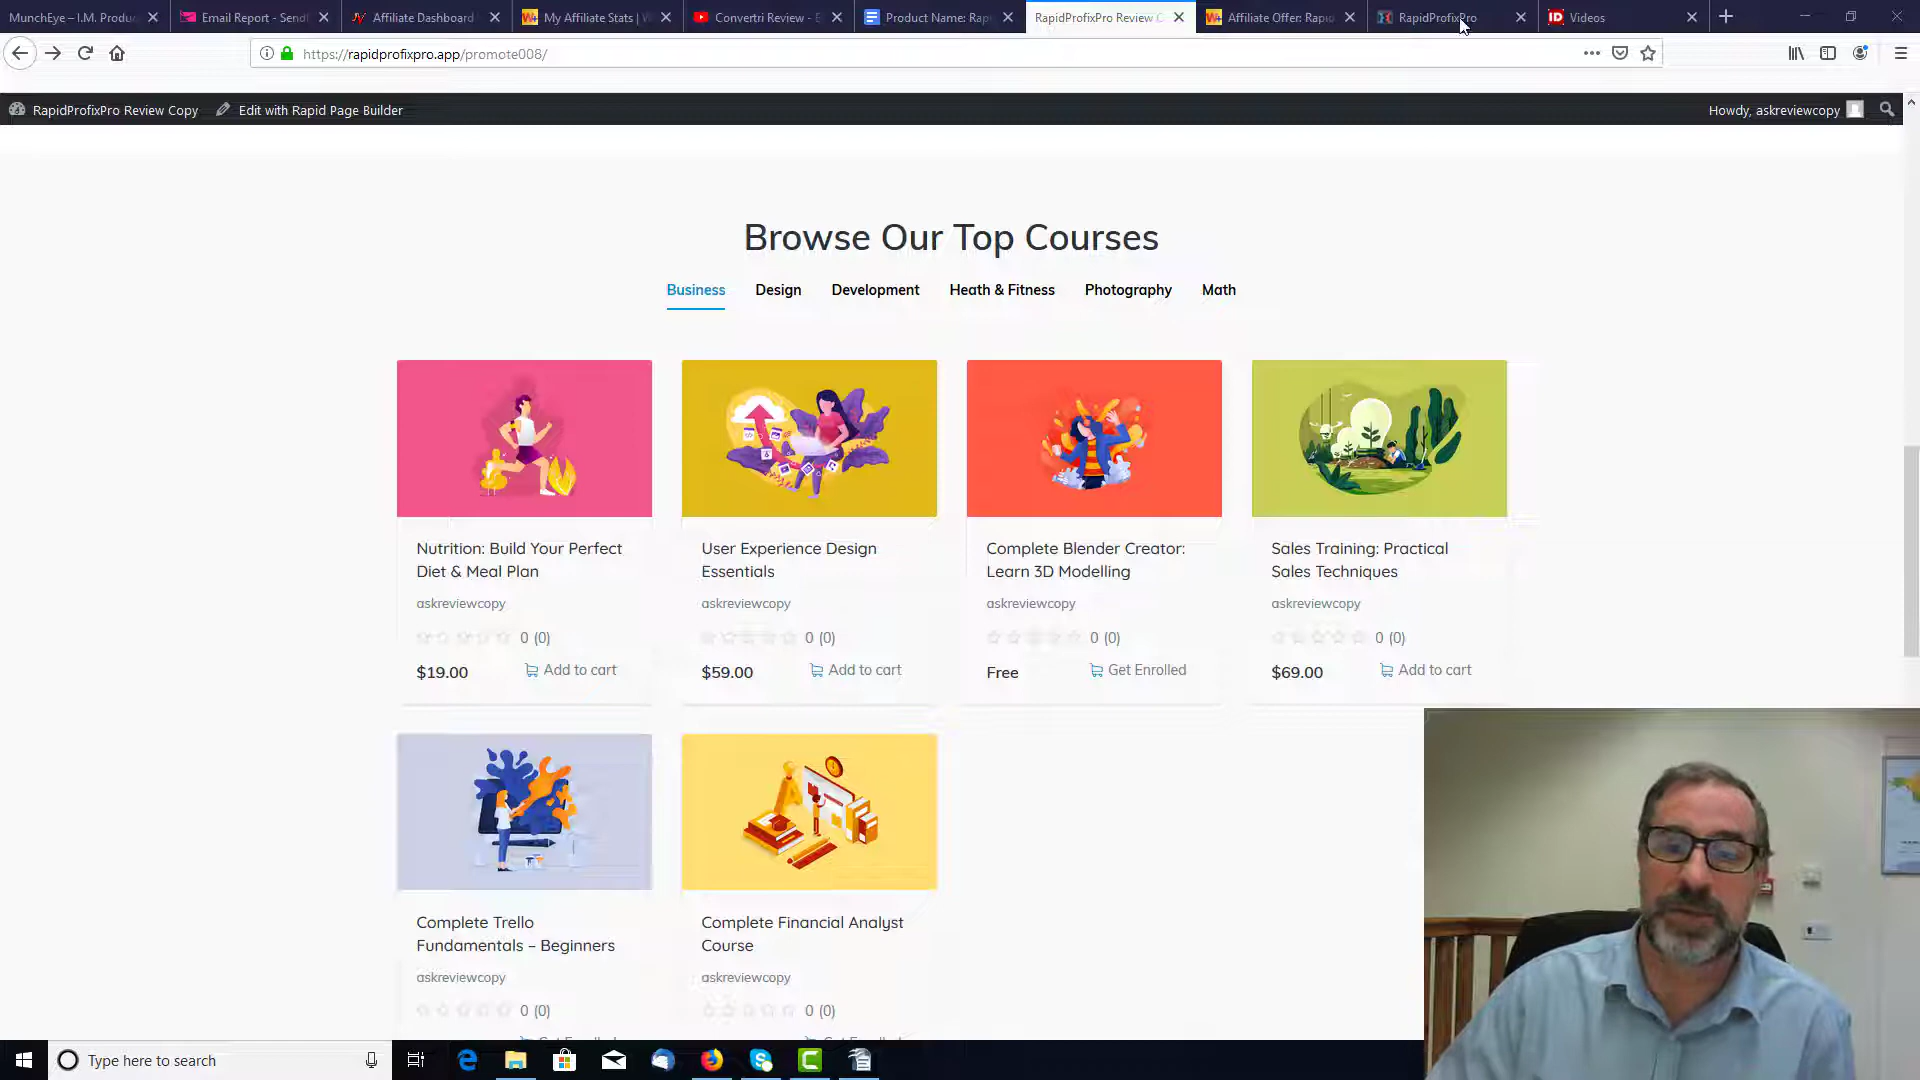 MunchEye – I.M. Produc
Email Report - Send
Affiliate Dashboard
My Affiliate Stats | W
Convertri Review - E
Product Name: Rap
RapidProfixPro Review C
Affiliate Offer: Rapid
RapidProfixPro
Videos
https://rapidprofixpro.app/promote008/
RapidProfixPro Review Copy
Edit with Rapid Page Builder
Howdy, askreviewcopy
Browse Our Top Courses
Business Design Development Heath & Fitness Photography Math
Nutrition: Build Your Perfect
Diet & Meal Plan
askreviewcopy
0 (0)
$19.00 Add to cart
User Experience Design
Essentials
askreviewcopy
0 (0)
$59.00 Add to cart
Complete Blender Creator:
Learn 3D Modelling
askreviewcopy
0 (0)
Free Get Enrolled
Sales Training: Practical
Sales Techniques
askreviewcopy
0 (0)
$69.00 Add to cart
Complete Trello
Fundamentals – Beginners
askreviewcopy
0 (0)
Complete Financial Analyst
Course
askreviewcopy
0 (0)
Type here to search